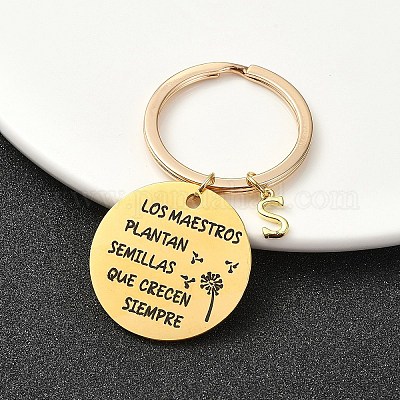 LOS MAESTROS
PLANTAN
SEMILLAS
QUE CRECEN
SIEMPRE
S